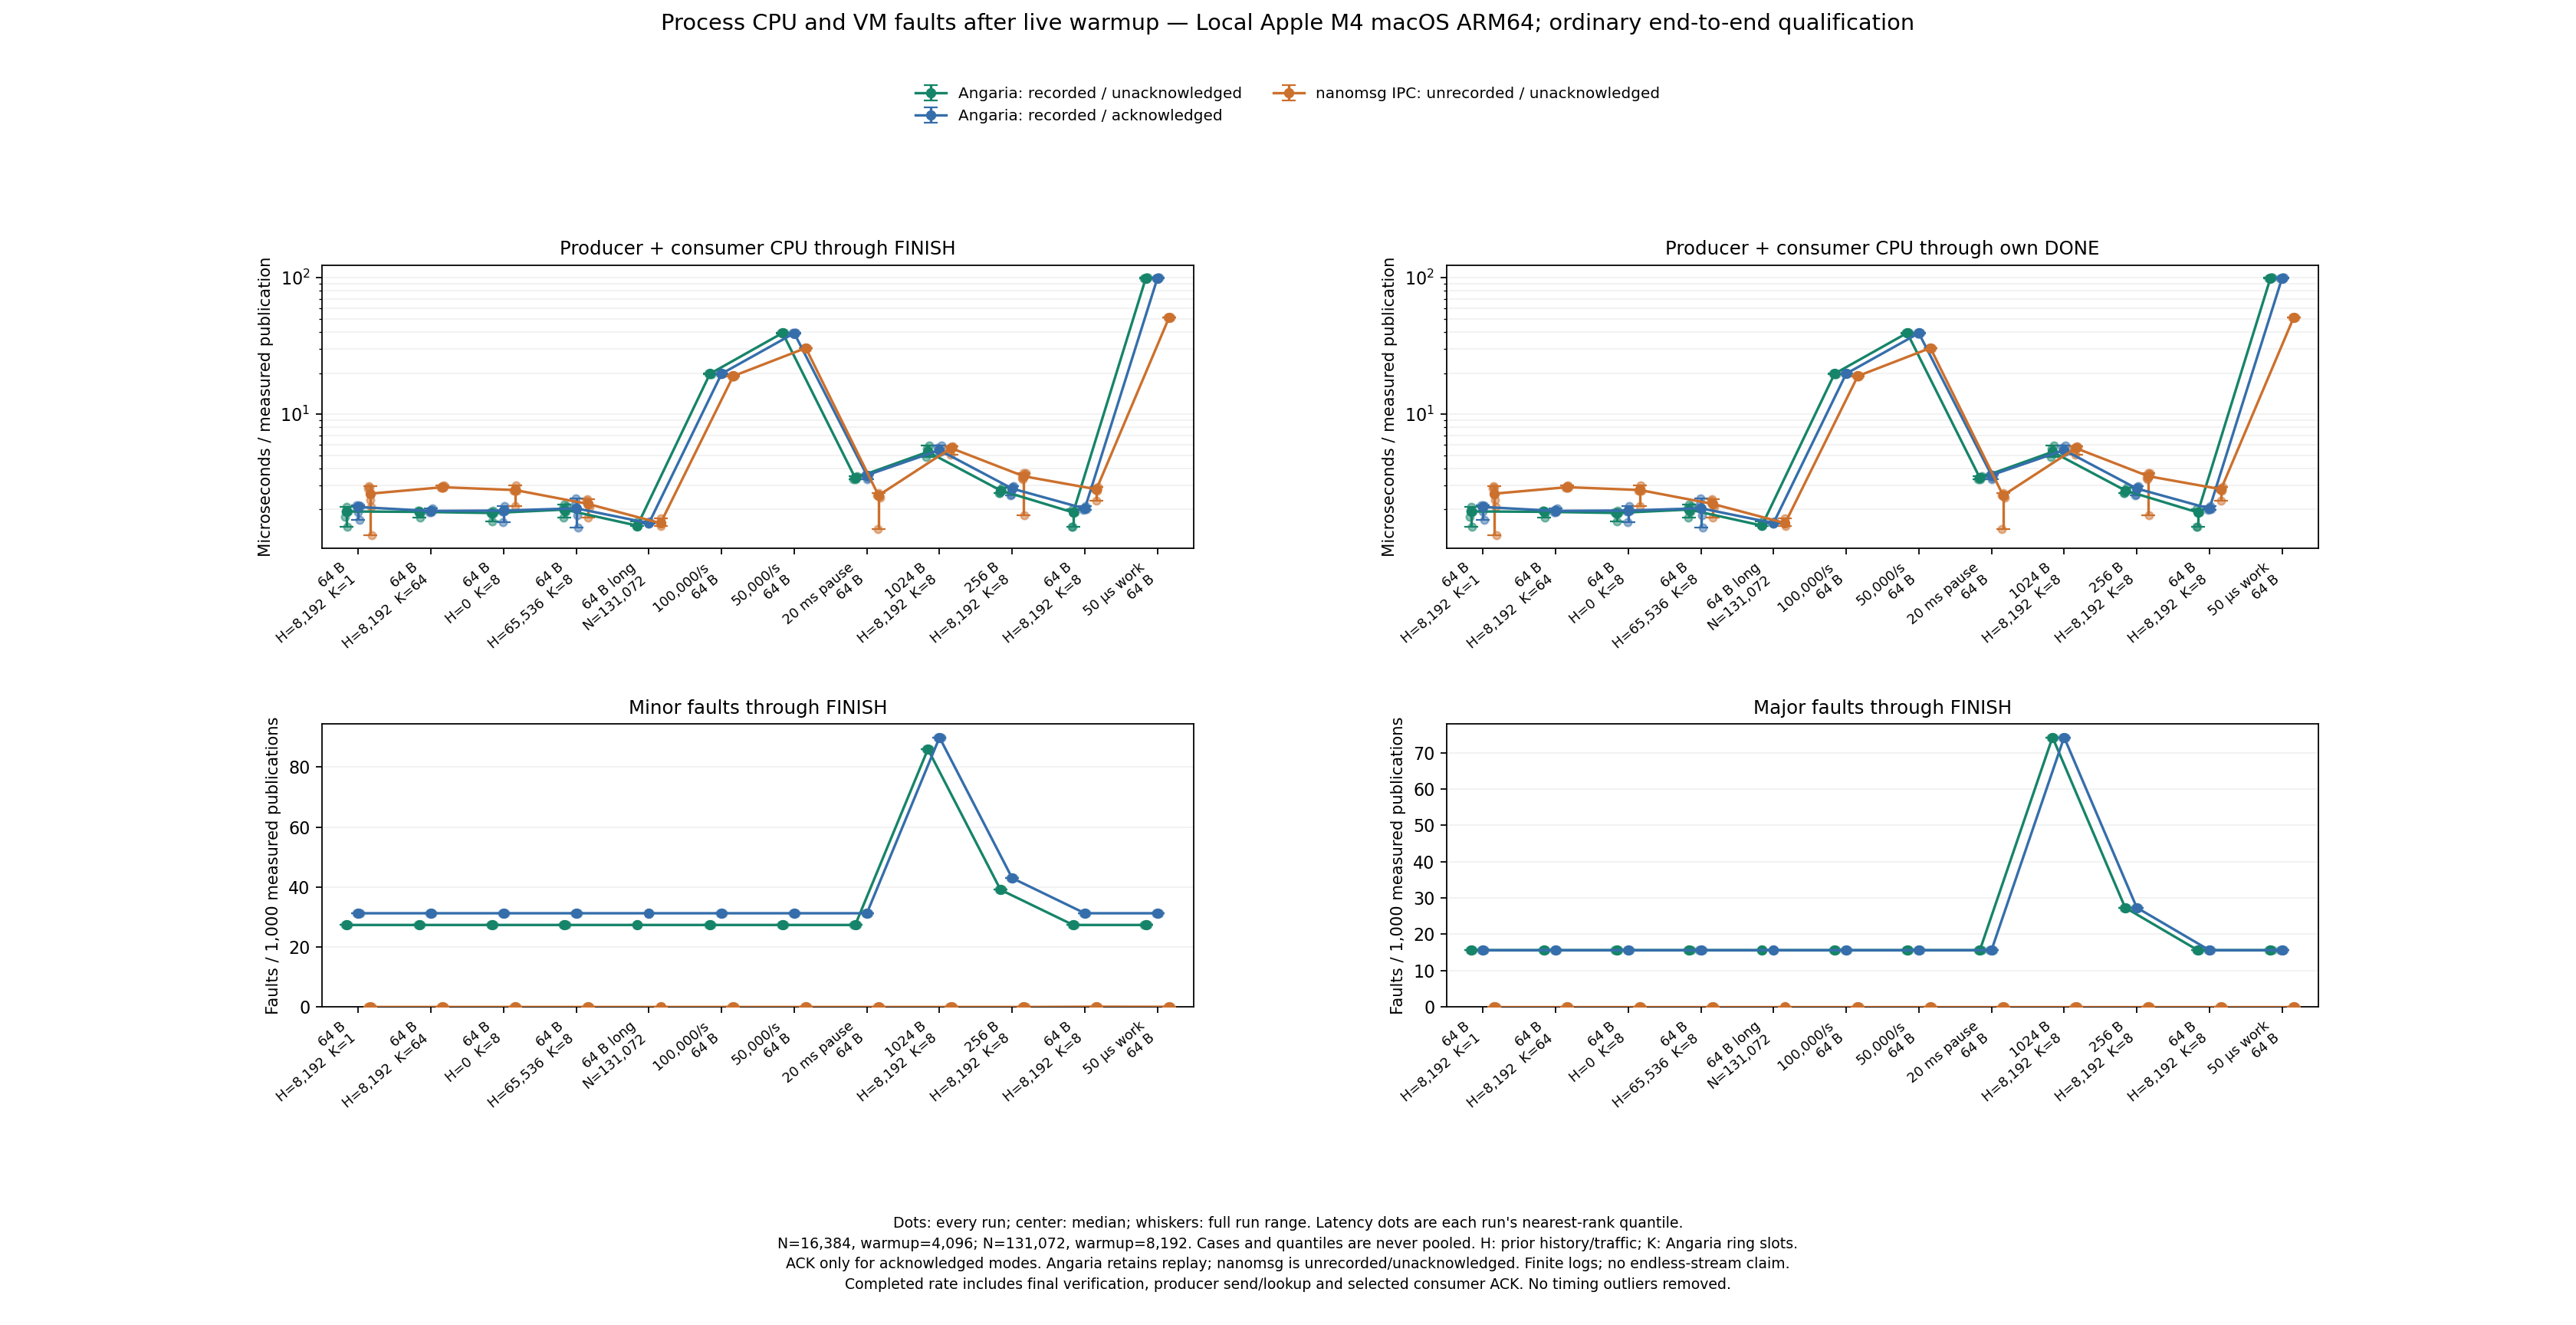 Process CPU and VM faults after live warmup — Local Apple M4 macOS ARM64; ordinary end-to-end qualification
Angaria: recorded / unacknowledged
Angaria: recorded / acknowledged
nanomsg IPC: unrecorded / unacknowledged
Producer + consumer CPU through FINISH
Microseconds / measured publication
10²
10¹
64 B
H=8,192 K=1
64 B
H=8,192 K=64
64 B
H=0 K=8
64 B
H=65,536 K=8
64 B long
N=131,072
100,000/s
64 B
50,000/s
64 B
20 ms pause
64 B
1024 B
H=8,192 K=8
256 B
H=8,192 K=8
64 B
H=8,192 K=8
50 µs work
64 B
Producer + consumer CPU through own DONE
Microseconds / measured publication
10²
10¹
64 B
H=8,192 K=1
64 B
H=8,192 K=64
64 B
H=0 K=8
64 B
H=65,536 K=8
64 B long
N=131,072
100,000/s
64 B
50,000/s
64 B
20 ms pause
64 B
1024 B
H=8,192 K=8
256 B
H=8,192 K=8
64 B
H=8,192 K=8
50 µs work
64 B
Minor faults through FINISH
Faults / 1,000 measured publications
80
60
40
20
0
64 B
H=8,192 K=1
64 B
H=8,192 K=64
64 B
H=0 K=8
64 B
H=65,536 K=8
64 B long
N=131,072
100,000/s
64 B
50,000/s
64 B
20 ms pause
64 B
1024 B
H=8,192 K=8
256 B
H=8,192 K=8
64 B
H=8,192 K=8
50 µs work
64 B
Major faults through FINISH
Faults / 1,000 measured publications
70
60
50
40
30
20
10
0
64 B
H=8,192 K=1
64 B
H=8,192 K=64
64 B
H=0 K=8
64 B
H=65,536 K=8
64 B long
N=131,072
100,000/s
64 B
50,000/s
64 B
20 ms pause
64 B
1024 B
H=8,192 K=8
256 B
H=8,192 K=8
64 B
H=8,192 K=8
50 µs work
64 B
Dots: every run; center: median; whiskers: full run range. Latency dots are each run's nearest-rank quantile.
N=16,384, warmup=4,096; N=131,072, warmup=8,192. Cases and quantiles are never pooled. H: prior history/traffic; K: Angaria ring slots.
ACK only for acknowledged modes. Angaria retains replay; nanomsg is unrecorded/unacknowledged. Finite logs; no endless-stream claim.
Completed rate includes final verification, producer send/lookup and selected consumer ACK. No timing outliers removed.